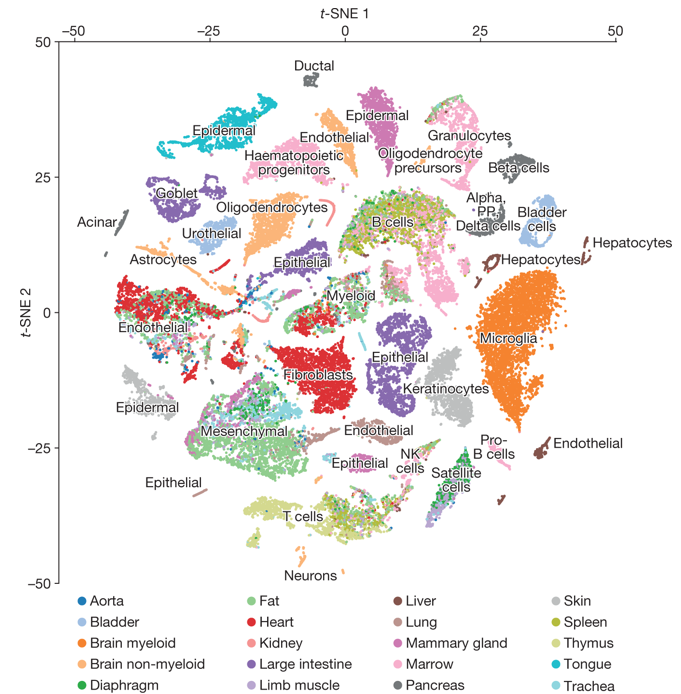 t-SNE 1
−50 −25 0 25 50
50
Ductal
Epidermal
Epidermal
Endothelial
Granulocytes
Haematopoietic
progenitors
Oligodendrocyte
precursors
Beta cells
25
Goblet
Oligodendrocytes
Alpha,
PP,
Delta cells
Bladder
cells
Acinar
Urothelial
B cells
Hepatocytes
Astrocytes
Epithelial
Hepatocytes
t-SNE 2
0
Myeloid
Endothelial
Microglia
Epithelial
Fibroblasts
Keratinocytes
Epidermal
Mesenchymal
Endothelial
−25
Pro-
B cells
Endothelial
NK
cells
Epithelial
Satellite
cells
Epithelial
T cells
Neurons
−50
Aorta Fat Liver Skin
Bladder Heart Lung Spleen
Brain myeloid Kidney Mammary gland Thymus
Brain non-myeloid Large intestine Marrow Tongue
Diaphragm Limb muscle Pancreas Trachea